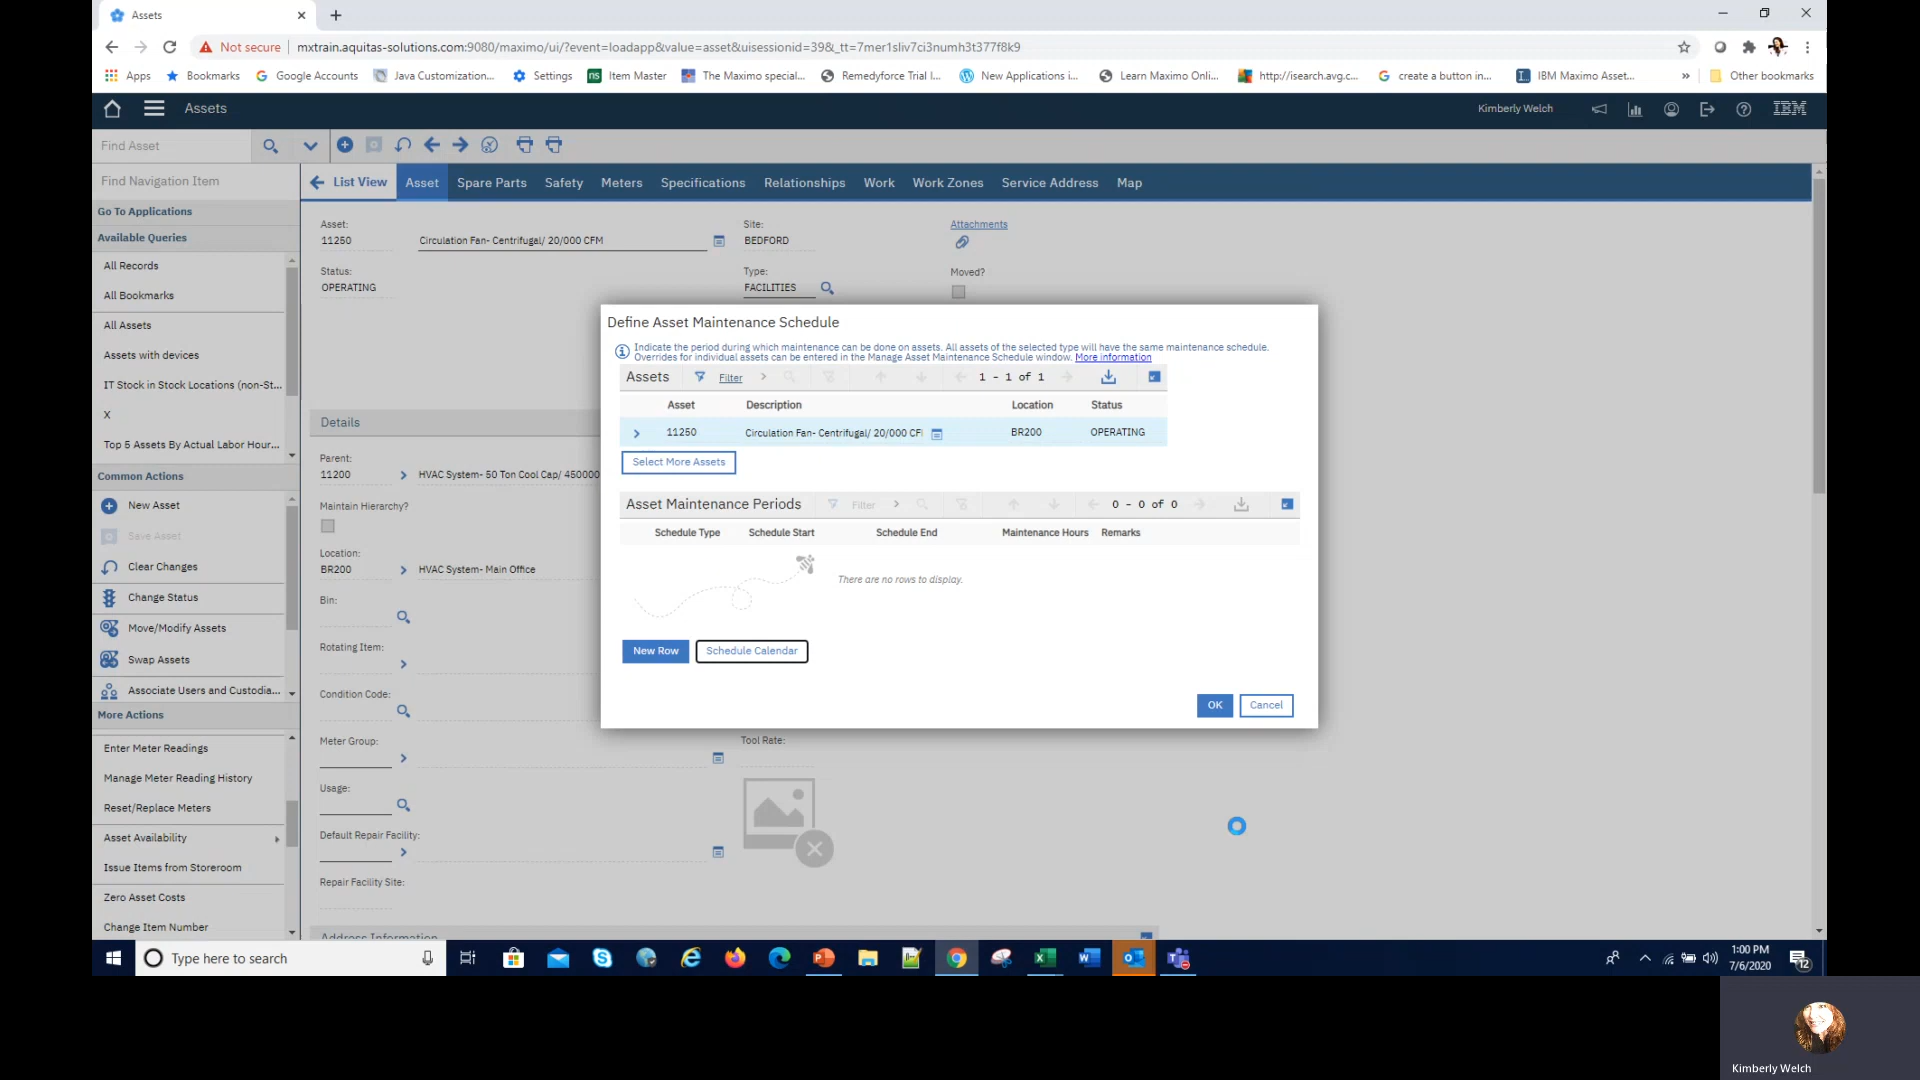 Assets
Not secure
mxtrain.aquitas-solutions.com:9080/maximo/ui/?event=loadapp&value=asset&uisessionid=39&_tt=7mer1sliv7ci3numh3t377f8k9
Apps Bookmarks Google Accounts Java Customization... Settings ns Item Master The Maximo special... Remedyforce Trial I... New Applications i... Learn Maximo Onli... http://isearch.avg.c... create a button in... IBM Maximo Asset... » Other bookmarks
Assets Kimberly Welch IBM
Find Asset
Find Navigation Item
List View Asset Spare Parts Safety Meters Specifications Relationships Work Work Zones Service Address Map
Go To Applications
Available Queries
All Records
All Bookmarks
All Assets
Assets with devices
IT Stock in Stock Locations (non-St...
X
Top 5 Assets By Actual Labor Hour...
Common Actions
New Asset
Save Asset
Clear Changes
Change Status
Move/Modify Assets
Swap Assets
Associate Users and Custodia...
More Actions
Enter Meter Readings
Manage Meter Reading History
Reset/Replace Meters
Asset Availability
Issue Items from Storeroom
Zero Asset Costs
Change Item Number
Asset: Site: Attachments
11250 Circulation Fan- Centrifugal/ 20/000 CFM BEDFORD
Status: Type: Moved?
OPERATING FACILITIES
Details
Parent:
11200 HVAC System- 50 Ton Cool Cap/ 450000
Maintain Hierarchy?
Location:
BR200 HVAC System- Main Office
Bin:
Rotating Item:
Condition Code:
Meter Group: Tool Rate:
Usage:
Default Repair Facility:
Repair Facility Site:
Address Information
Define Asset Maintenance Schedule
Indicate the period during which maintenance can be done on assets. All assets of the selected type will have the same maintenance schedule.
Overrides for individual assets can be entered in the Manage Asset Maintenance Schedule window. More information
Assets Filter 1 - 1 of 1
Asset Description Location Status
11250 Circulation Fan- Centrifugal/ 20/000 CF BR200 OPERATING
Select More Assets
Asset Maintenance Periods Filter 0 - 0 of 0
Schedule Type Schedule Start Schedule End Maintenance Hours Remarks
There are no rows to display.
New Row Schedule Calendar
OK Cancel
Type here to search
1:00 PM
7/6/2020
12
Kimberly Welch